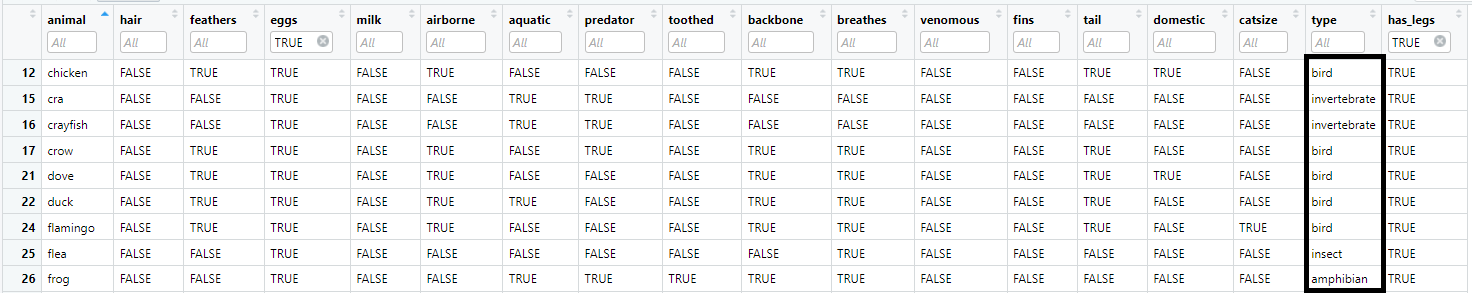 animal hair feathers eggs milk airborne aquatic predator toothed backbone breathes venomous fins tail domestic catsize type has_legs
All All All TRUE All All All All All All All All All All All All All TRUE
12 chicken FALSE TRUE TRUE FALSE TRUE FALSE FALSE FALSE TRUE TRUE FALSE FALSE TRUE TRUE FALSE bird TRUE
15 cra FALSE FALSE TRUE FALSE FALSE TRUE TRUE FALSE FALSE FALSE FALSE FALSE FALSE FALSE FALSE invertebrate TRUE
16 crayfish FALSE FALSE TRUE FALSE FALSE TRUE TRUE FALSE FALSE FALSE FALSE FALSE FALSE FALSE FALSE invertebrate TRUE
17 crow FALSE TRUE TRUE FALSE TRUE FALSE TRUE FALSE TRUE TRUE FALSE FALSE TRUE FALSE FALSE bird TRUE
21 dove FALSE TRUE TRUE FALSE TRUE FALSE FALSE FALSE TRUE TRUE FALSE FALSE TRUE TRUE FALSE bird TRUE
22 duck FALSE TRUE TRUE FALSE TRUE TRUE FALSE FALSE TRUE TRUE FALSE FALSE TRUE FALSE FALSE bird TRUE
24 flamingo FALSE TRUE TRUE FALSE TRUE FALSE FALSE FALSE TRUE TRUE FALSE FALSE TRUE FALSE TRUE bird TRUE
25 flea FALSE FALSE TRUE FALSE FALSE FALSE FALSE FALSE FALSE TRUE FALSE FALSE FALSE FALSE FALSE insect TRUE
26 frog FALSE FALSE TRUE FALSE FALSE TRUE TRUE TRUE TRUE TRUE FALSE FALSE FALSE FALSE FALSE amphibian TRUE